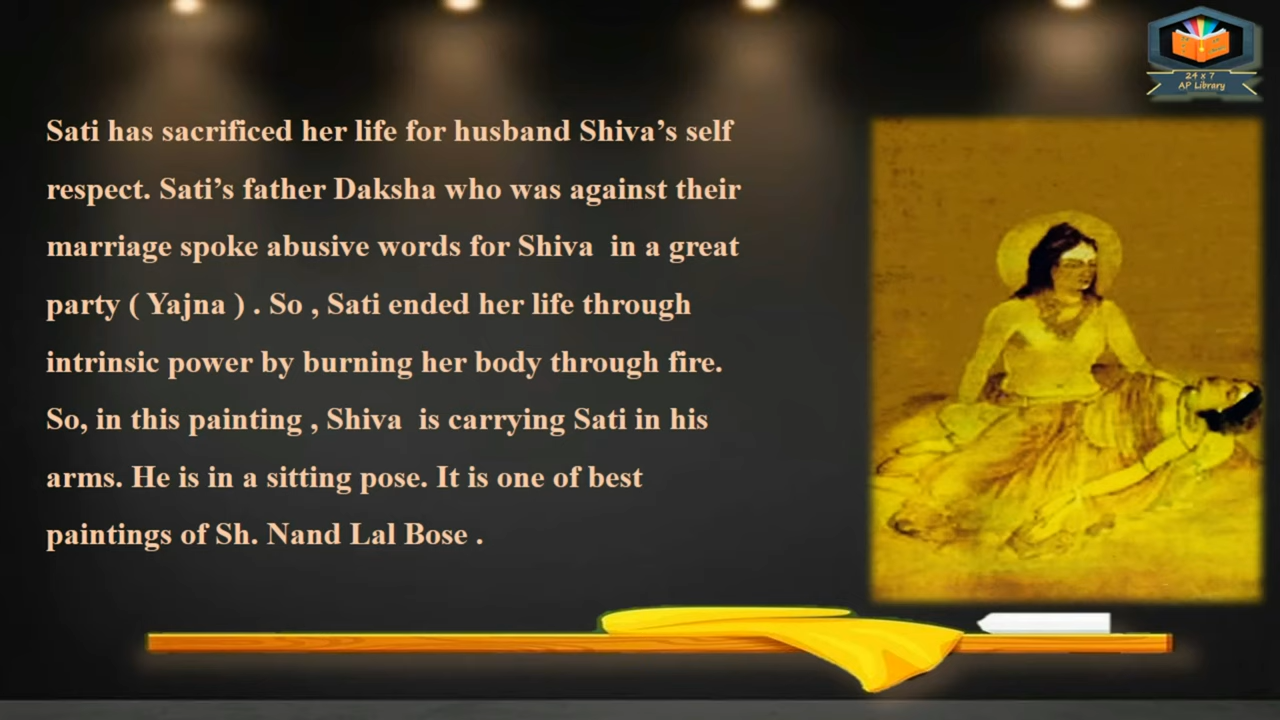 24 x 7
AP Library
Sati has sacrificed her life for husband Shiva’s self
respect. Sati’s father Daksha who was against their
marriage spoke abusive words for Shiva  in a great
party ( Yajna ) . So , Sati ended her life through
intrinsic power by burning her body through fire.
So, in this painting , Shiva  is carrying Sati in his
arms. He is in a sitting pose. It is one of best
paintings of Sh. Nand Lal Bose .